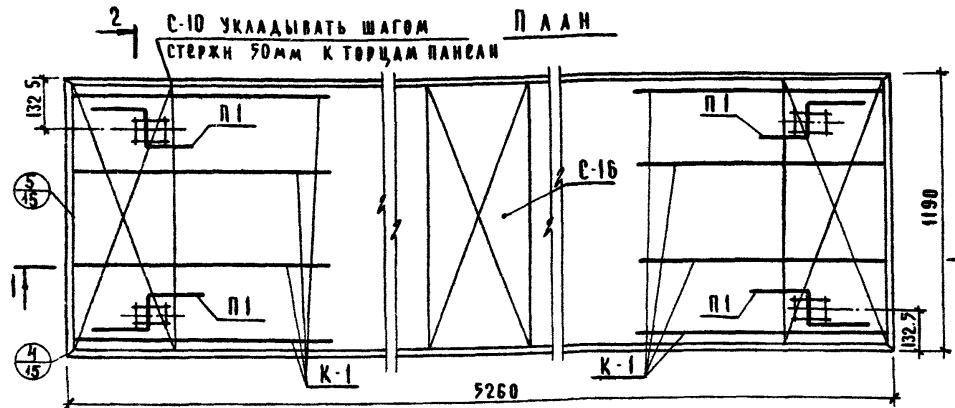 2
С-10 УКЛАДЫВАТЬ ШАГОМ
СТЕРЖН 50мм К ТОРЦАМ ПАНЕЛИ
ПЛАН
132 5
П1
П1
5
15
С-16
1190
1
П1
П1
132.5
4
15
К-1
К-1
5260